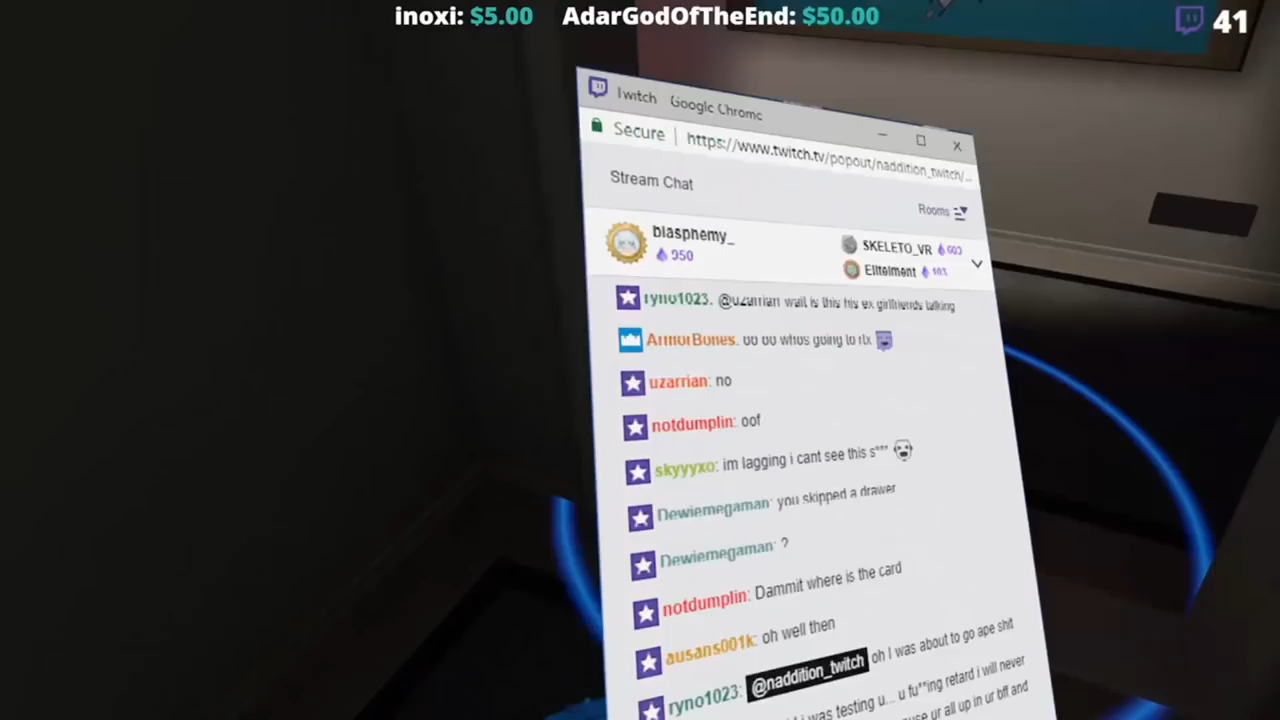 inoxi: $5.00 AdarGodOfTheEnd: $50.00
41
Twitch Google Chrome
Secure | https://www.twitch.tv/popout/naddition_twitch/...
Stream Chat
Rooms
blasphemy_
950
SKELETO_VR 603
Elitelment
ryno1023: @uzarrian wait is this his ex girlfriends talking
ArmorBones: oo oo whos going to rtx
uzarrian: no
notdumplin: oof
skyyyxo: im lagging i cant see this s***
Dewiemegaman: you skipped a drawer
Dewiemegaman: ?
notdumplin: Dammit where is the card
ausans001k: oh well then
ryno1023: @naddition_twitch oh I was about to go ape shit
i was testing u... u fu**ing retard i will never
ur all up in ur bff and